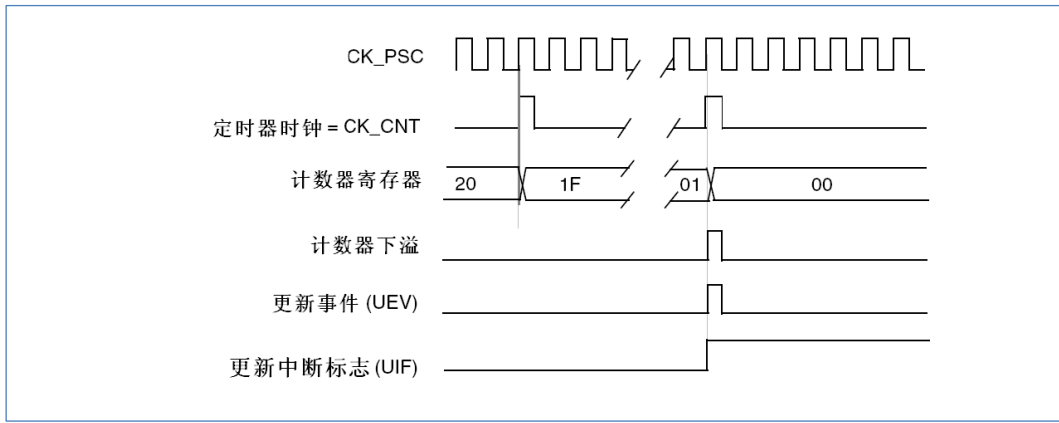 CK_PSC
定时器时钟 = CK_CNT
计数器寄存器 20 1F 01 00
计数器下溢
更新事件 (UEV)
更新中断标志 (UIF)